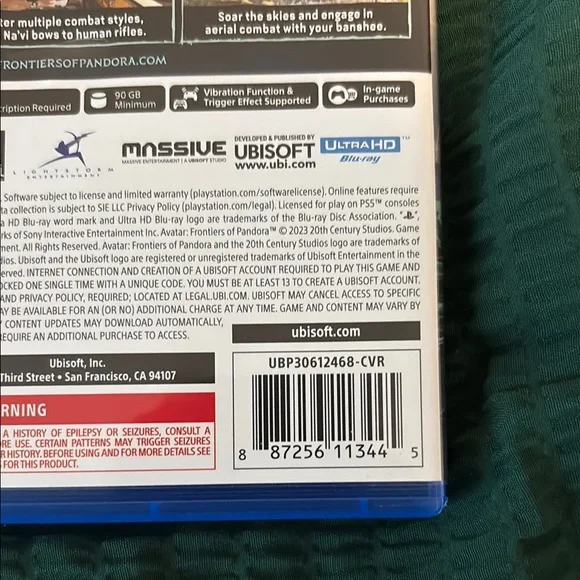 ter multiple combat styles,
Na'vi bows to human rifles.
Soar the skies and engage in
aerial combat with your banshee.
FRONTIERSOFPANDORA.COM
ription Required
90 GB
Minimum
Vibration Function &
Trigger Effect Supported
In-game
Purchases
LIGHTSTORM
ENTERTAINMENT
MASSIVE
MASSIVE ENTERTAINMENT | A UBISOFT STUDIO
DEVELOPED & PUBLISHED BY
UBISOFT
www.ubi.com
ULTRA HD™
Blu-ray
. Software subject to license and limited warranty (playstation.com/softwarelicense). Online features require
ta collection is subject to SIE LLC Privacy Policy (playstation.com/legal). Licensed for play on PS5™ consoles
a HD Blu-ray word mark and Ultra HD Blu-ray logo are trademarks of the Blu-ray Disc Association.
rks of Sony Interactive Entertainment Inc. Avatar: Frontiers of Pandora™ © 2023 20th Century Studios. Game
ment. All Rights Reserved. Avatar: Frontiers of Pandora and the 20th Century Studios logo are trademarks of
dios. Ubisoft and the Ubisoft logo are registered or unregistered trademarks of Ubisoft Entertainment in the
erved. INTERNET CONNECTION AND CREATION OF A UBISOFT ACCOUNT REQUIRED TO PLAY THIS GAME AND
OCKED ONE SINGLE TIME WITH A UNIQUE CODE. YOU MUST BE AT LEAST 13 TO CREATE A UBISOFT ACCOUNT.
AND PRIVACY POLICY, REQUIRED; LOCATED AT LEGAL.UBI.COM. UBISOFT MAY CANCEL ACCESS TO SPECIFIC
AY BE AVAILABLE FOR AN (OR NO) ADDITIONAL CHARGE AT ANY TIME. GAME AND CONTENT MAY VARY BY
CONTENT UPDATES MAY DOWNLOAD AUTOMATICALLY,
EQUIRE AN ADDITIONAL PURCHASE TO ACCESS.
ubisoft.com
Ubisoft, Inc.
Third Street • San Francisco, CA 94107
UBP30612468-CVR
RNING
A HISTORY OF EPILEPSY OR SEIZURES, CONSULT A
RE USE. CERTAIN PATTERNS MAY TRIGGER SEIZURES
R HISTORY. BEFORE USING AND FOR MORE DETAILS SEE
FOR THIS PRODUCT.
8 87256 11344 5